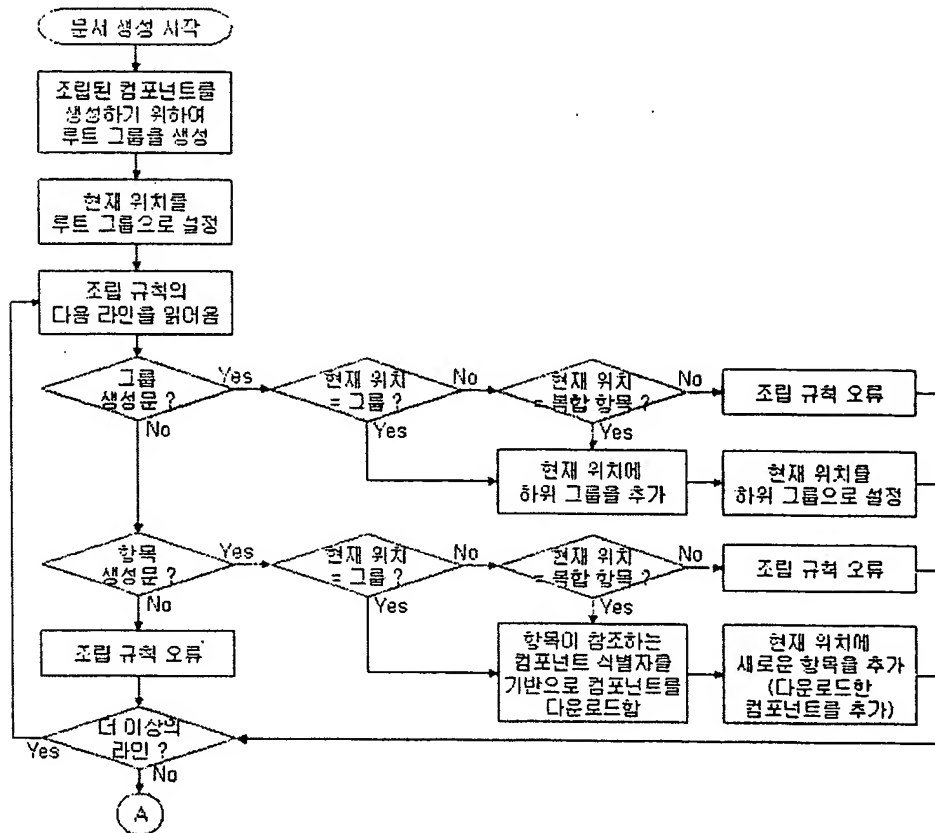 문서 생성 시작
조립된 컴포넌트를
생성하기 위하여
루트 그룹을 생성
현재 위치를
루트 그룹으로 설정
조립 규칙의
다음 라인을 읽어옴
그룹
생성문 ?
Yes
No
현재 위치
= 그룹 ?
No
Yes
현재 위치
= 복합 항목 ?
No
Yes
조립 규칙 오류
현재 위치에
하위 그룹을 추가
현재 위치를
하위 그룹으로 설정
항목
생성문 ?
Yes
No
현재 위치
= 그룹 ?
No
Yes
현재 위치
= 복합 항목 ?
No
Yes
조립 규칙 오류
조립 규칙 오류
항목이 참조하는
컴포넌트 식별자를
기반으로 컴포넌트를
다운로드함
현재 위치에
새로운 항목을 추가
(다운로드한
컴포넌트를 추가)
더 이상의
라인 ?
Yes
No
A